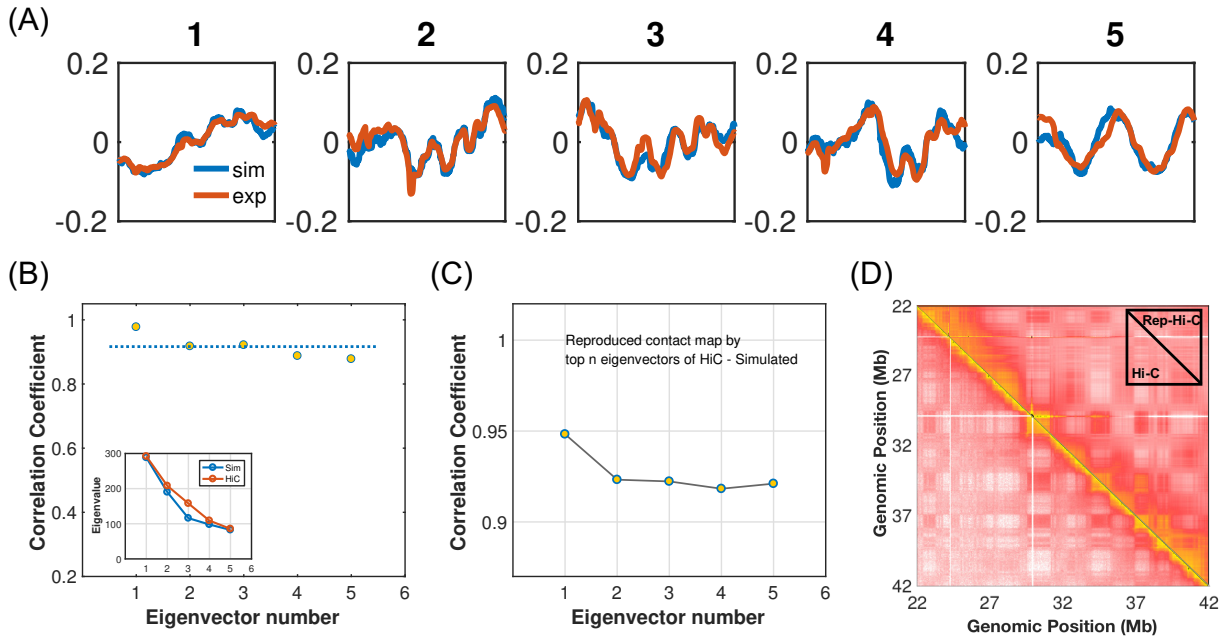 (A)
1 2 3 4 5
0.2 0.2 0.2 0.2 0.2
0 0 0 0 0
sim
exp
-0.2 -0.2 -0.2 -0.2 -0.2
(B)
1
0.8
0.6
0.4
0.2
Correlation Coefficient
1 2 3 4 5 6
Eigenvector number
300
200
100
0
Eigenvalue
Sim
HiC
1 2 3 4 5 6
(C)
Reproduced contact map by
top n eigenvectors of HiC - Simulated
1
0.95
0.9
Correlation Coefficient
1 2 3 4 5 6
Eigenvector number
(D)
22
27
32
37
42
Genomic Position (Mb)
Rep-Hi-C
Hi-C
22 27 32 37 42
Genomic Position (Mb)